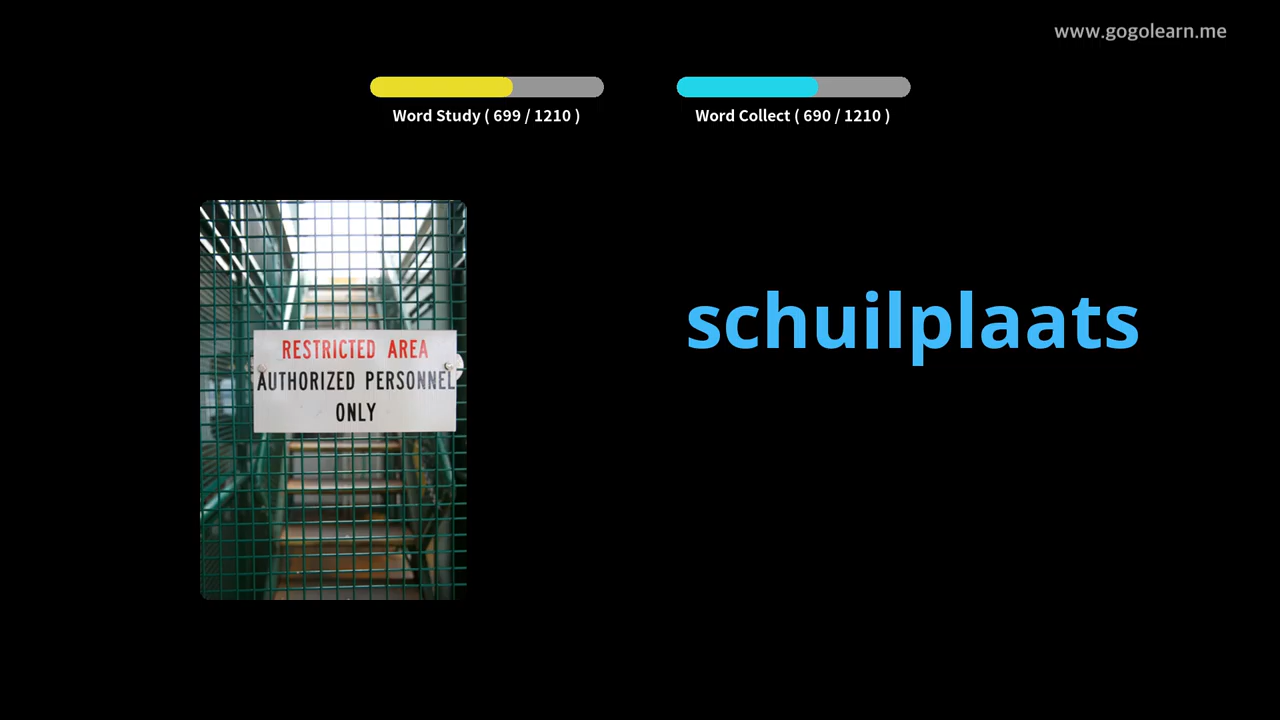 www.gogolearn.me
Word Study ( 699 / 1210 )
Word Collect ( 690 / 1210 )
RESTRICTED AREA
AUTHORIZED PERSONNEL
ONLY
schuilplaats